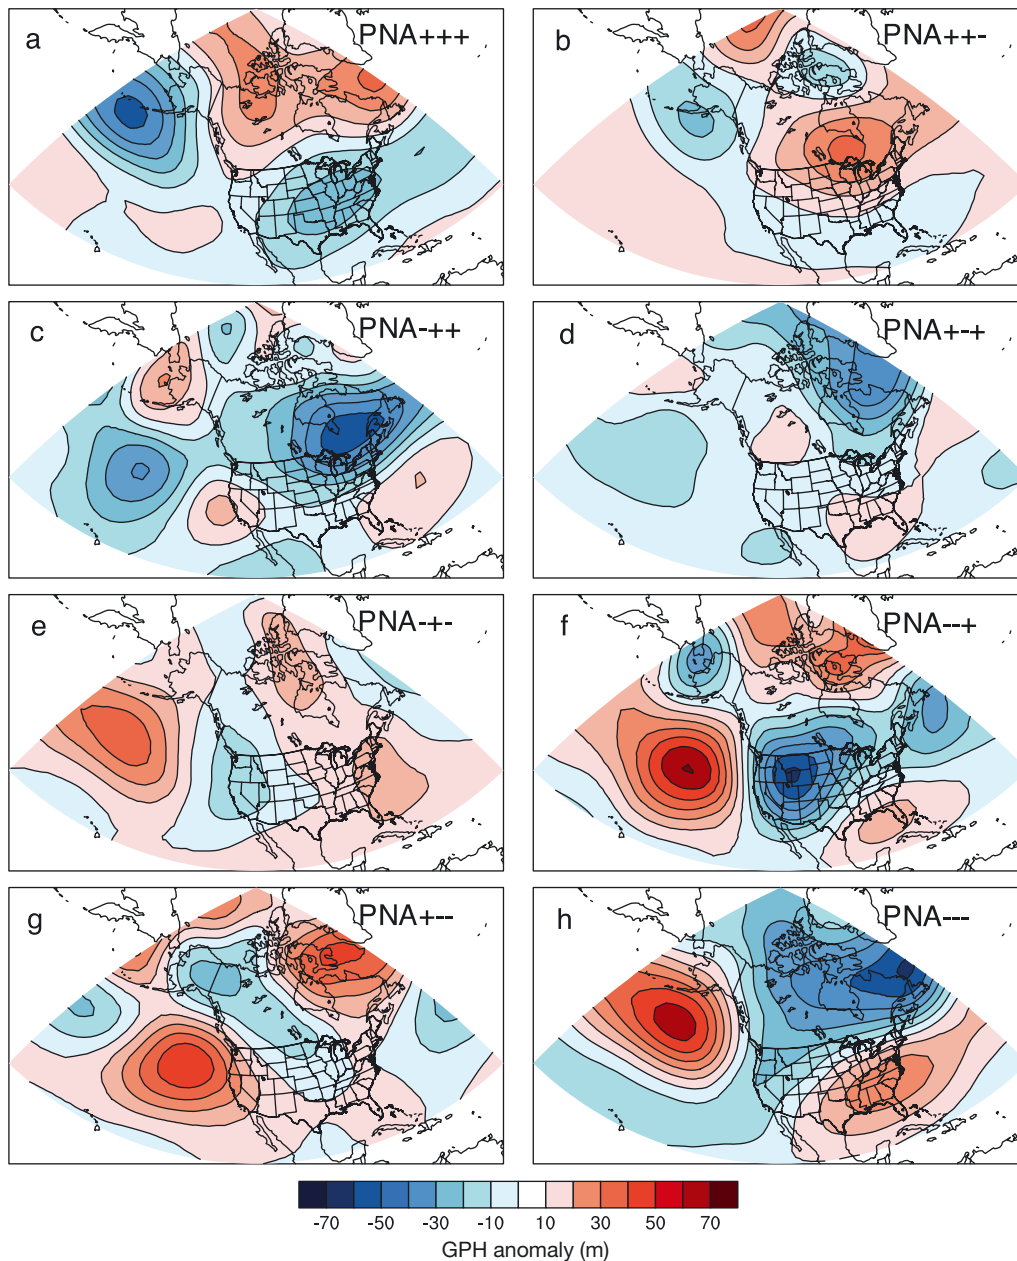 a PNA+++
b PNA++-
c PNA-++
d PNA+-+
e PNA-+-
f PNA--+
g PNA+--
h PNA---
-70 -50 -30 -10 10 30 50 70
GPH anomaly (m)